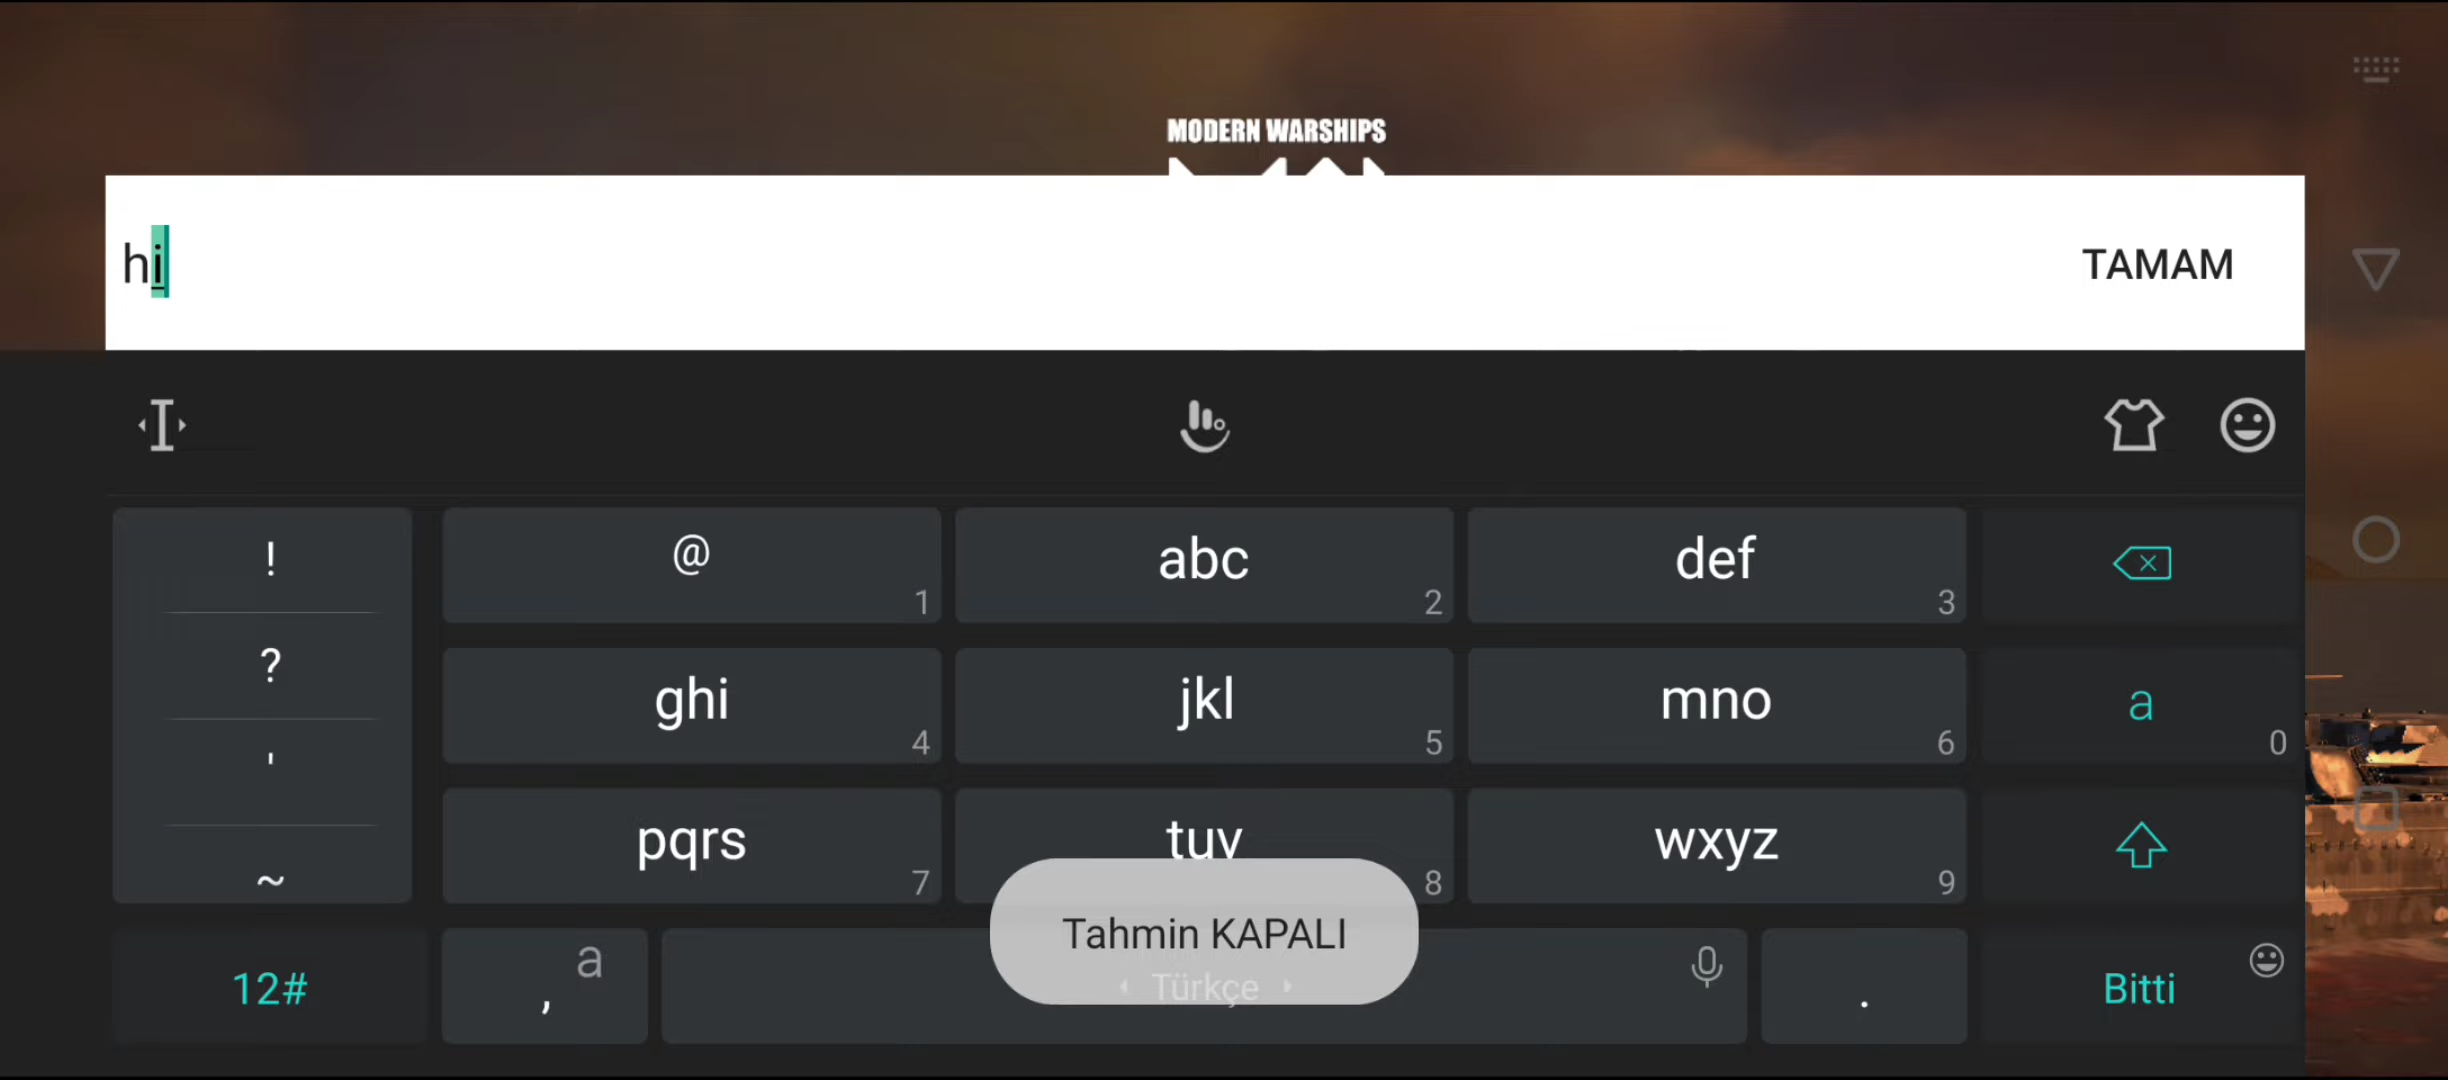 MODERN WARSHIPS
hi
TAMAM
!
@
1
abc
2
def
3
?
ghi
4
jkl
5
mno
6
a
0
'
pqrs
7
tuv
8
wxyz
9
~
12#
,
a
Tahmin KAPALI
Türkçe
.
Bitti